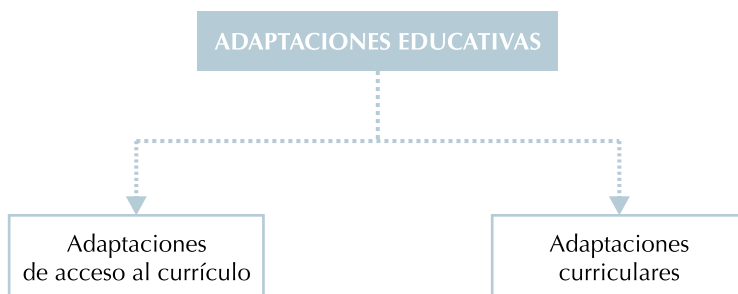 ADAPTACIONES EDUCATIVAS
Adaptaciones
de acceso al currículo
Adaptaciones
curriculares